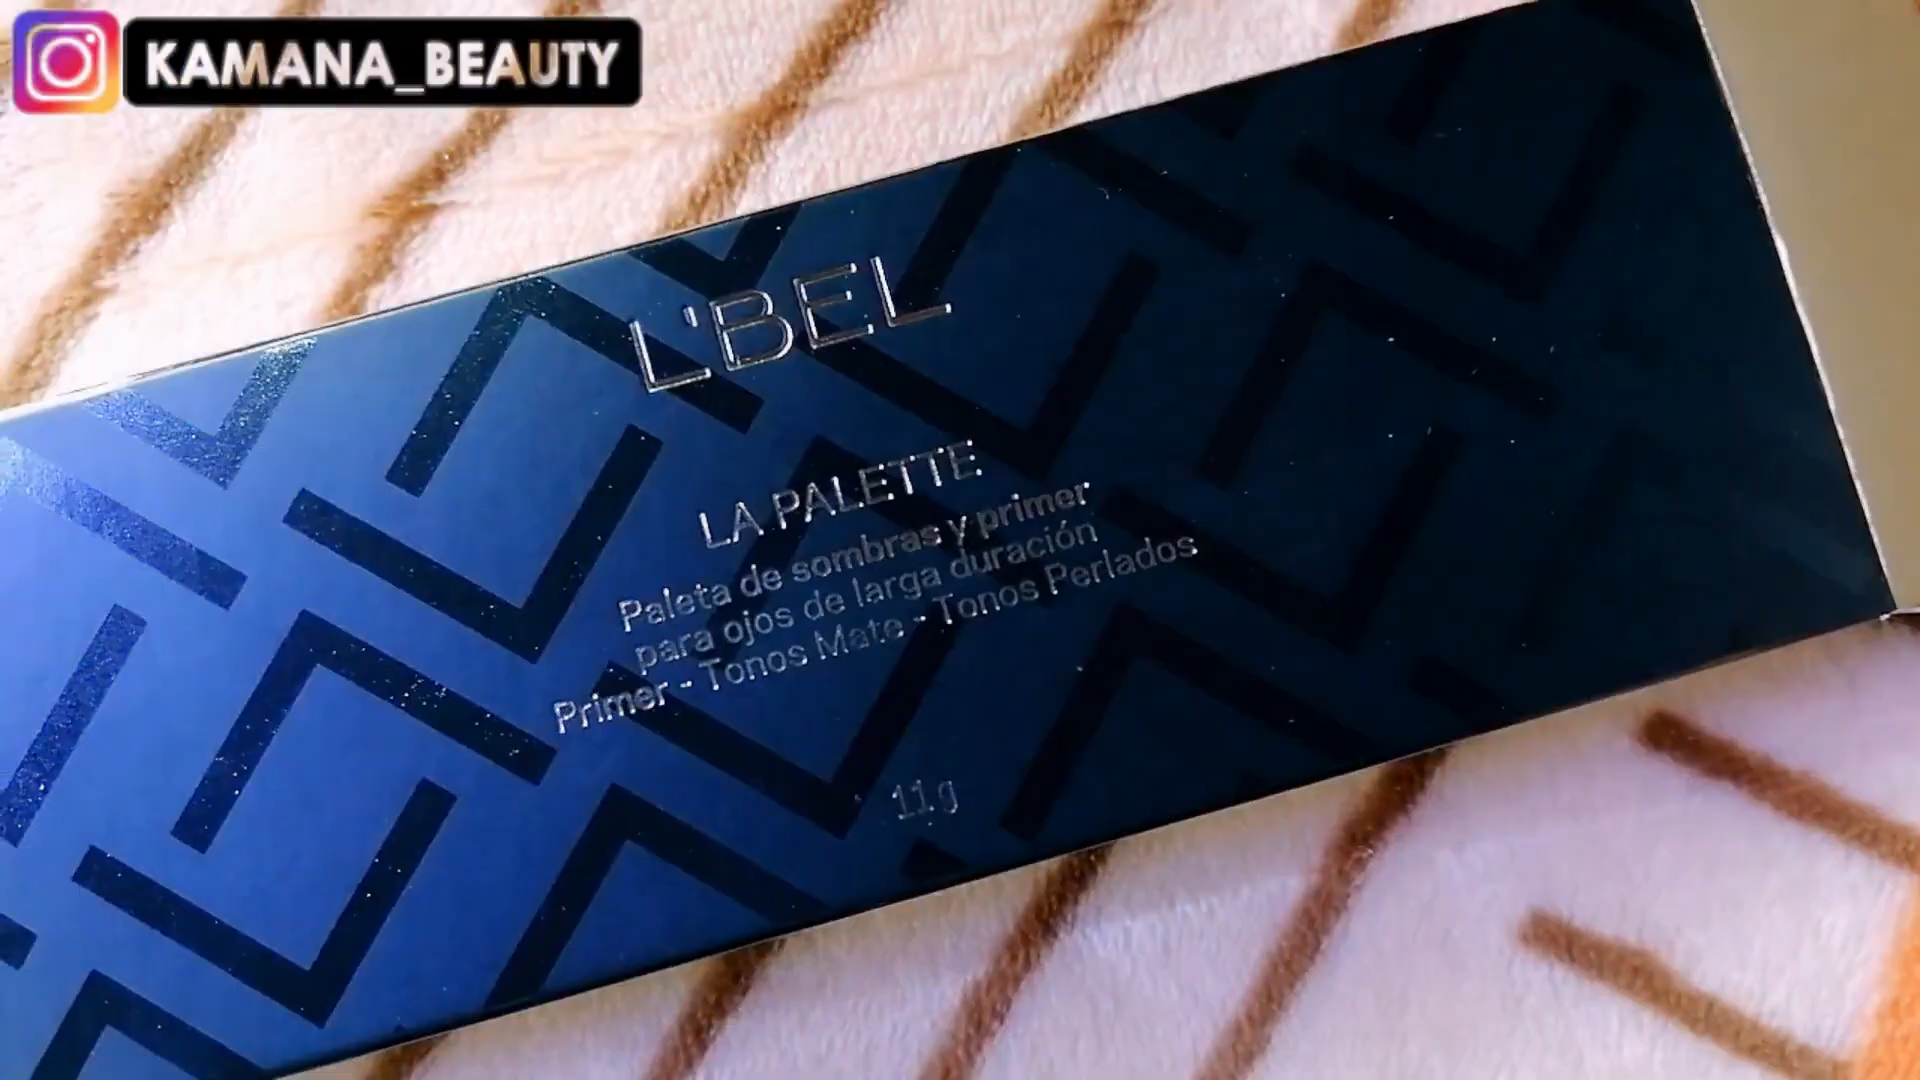 KAMANA_BEAUTY
L'BEL
LA PALETTE
Paleta de sombras y primer
para ojos de larga duración
Primer - Tonos Mate - Tonos Perlados
11 g